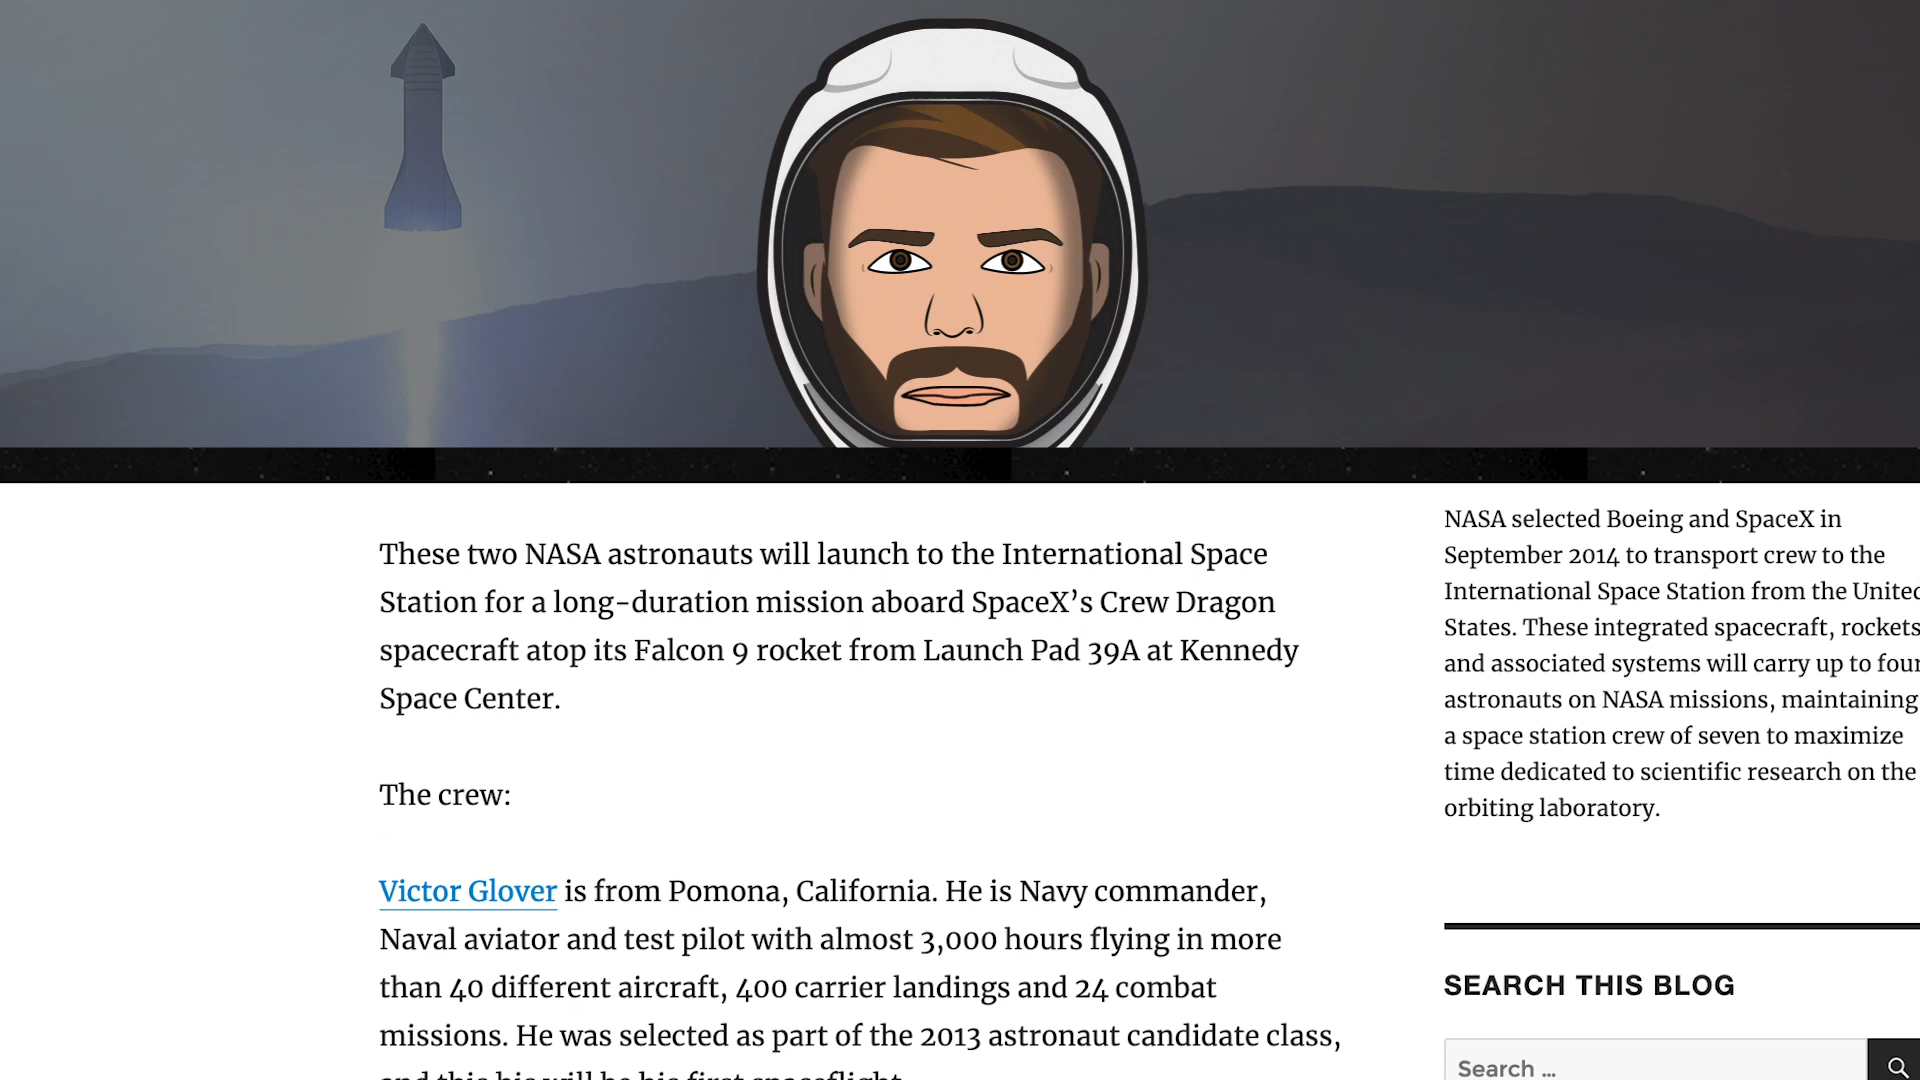 These two NASA astronauts will launch to the International Space
Station for a long-duration mission aboard SpaceX’s Crew Dragon
spacecraft atop its Falcon 9 rocket from Launch Pad 39A at Kennedy
Space Center.
The crew:
Victor Glover is from Pomona, California. He is Navy commander,
Naval aviator and test pilot with almost 3,000 hours flying in more
than 40 different aircraft, 400 carrier landings and 24 combat
missions. He was selected as part of the 2013 astronaut candidate class,
and this his will be his first spaceflight.
NASA selected Boeing and SpaceX in
September 2014 to transport crew to the
International Space Station from the United
States. These integrated spacecraft, rockets
and associated systems will carry up to four
astronauts on NASA missions, maintaining
a space station crew of seven to maximize
time dedicated to scientific research on the
orbiting laboratory.
SEARCH THIS BLOG
Search …